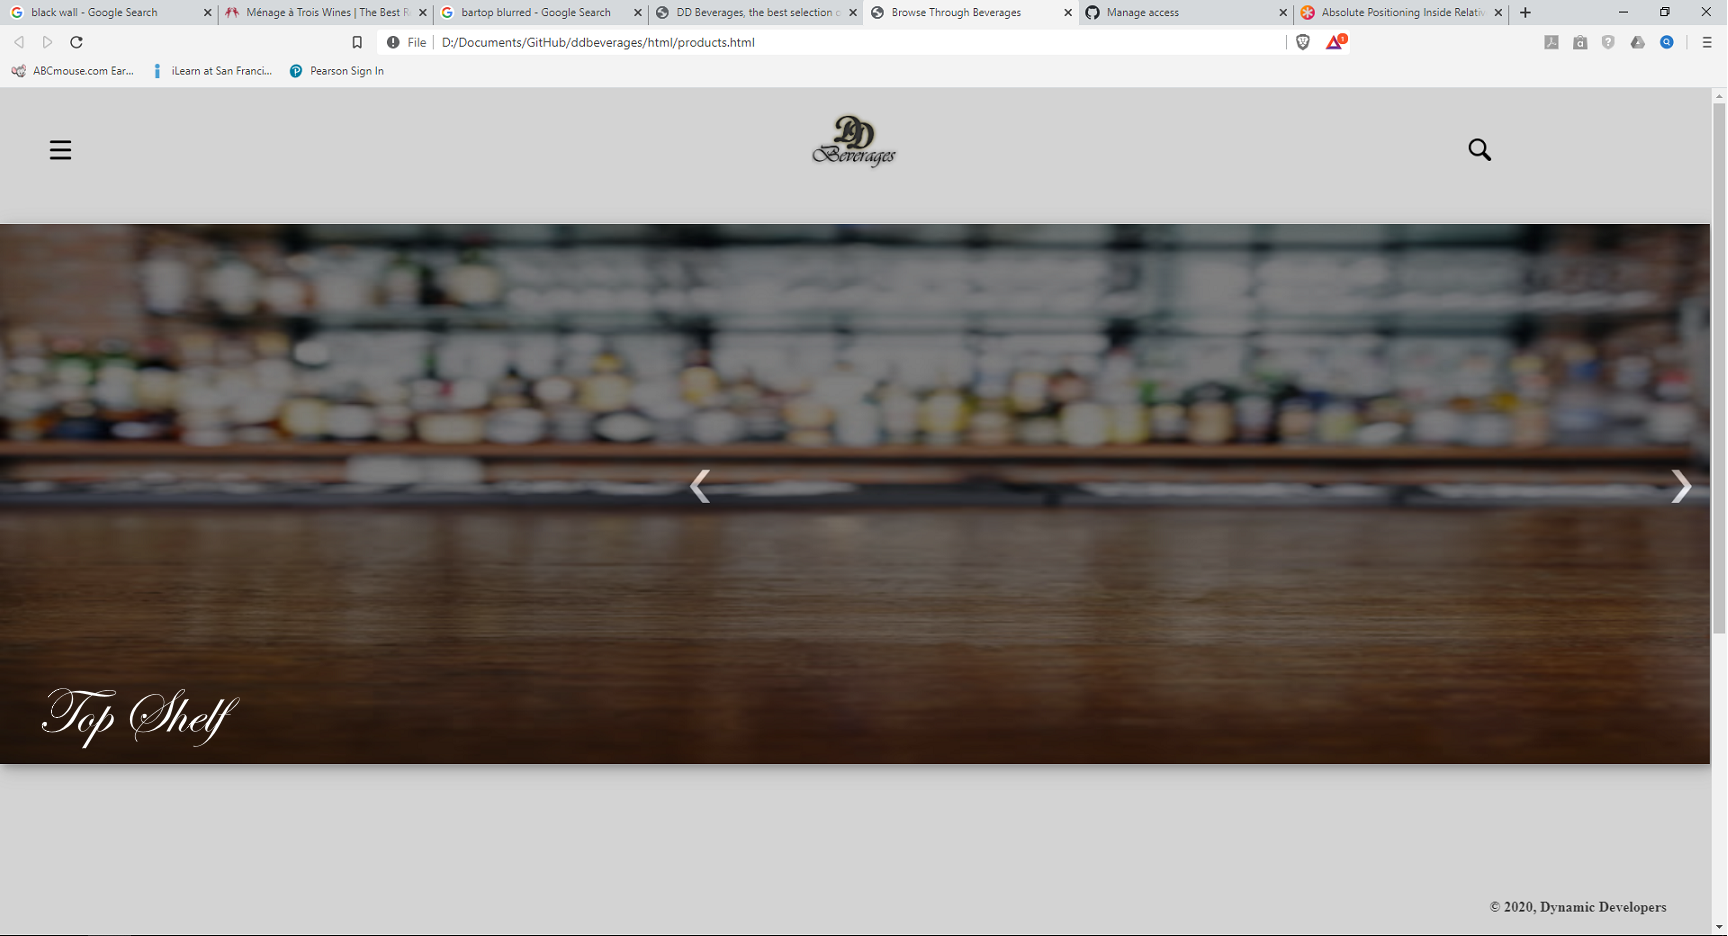 black wall - Google Search
Ménage à Trois Wines | The Best R
bartop blurred - Google Search
DD Beverages, the best selection o
Browse Through Beverages
Manage access
Absolute Positioning Inside Relativ
File
D:/Documents/GitHub/ddbeverages/html/products.html
ABCmouse.com Ear...
iLearn at San Franci...
Pearson Sign In
DD
Beverages
Top Shelf
© 2020, Dynamic Developers